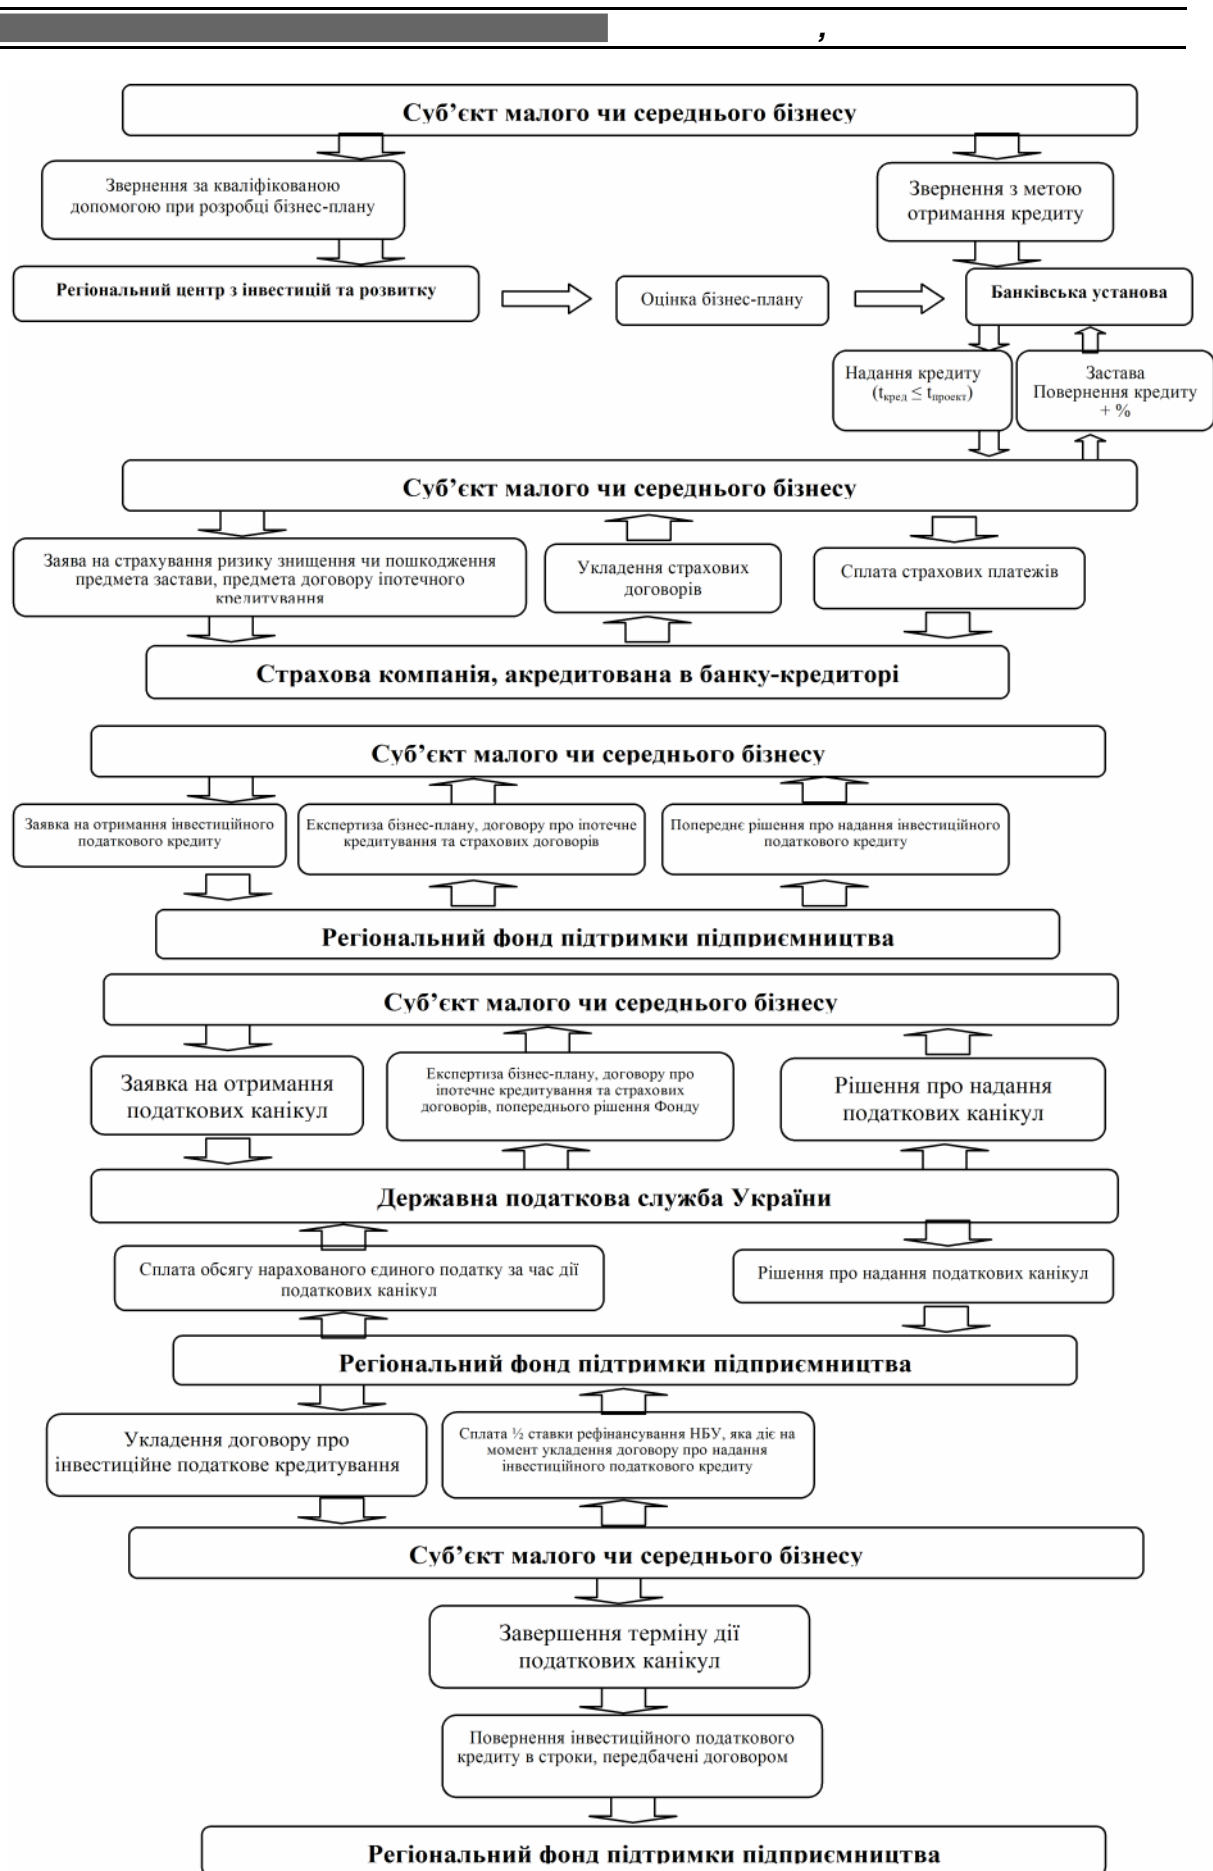 ,
Суб’єкт малого чи середнього бізнесу
Звернення за кваліфікованою
допомогою при розробці бізнес-плану
Звернення з метою
отримання кредиту
Регіональний центр з інвестицій та розвитку
Оцінка бізнес-плану
Банківська установа
Надання кредиту
(tкред ≤ tпроект)
Застава
Повернення кредиту
+ %
Суб’єкт малого чи середнього бізнесу
Заява на страхування ризику знищення чи пошкодження
предмета застави, предмета договору іпотечного
кредитування
Укладення страхових
договорів
Сплата страхових платежів
Страхова компанія, акредитована в банку-кредиторі
Суб’єкт малого чи середнього бізнесу
Заявка на отримання інвестиційного
податкового кредиту
Експертиза бізнес-плану, договору про іпотечне
кредитування та страхових договорів
Попереднє рішення про надання інвестиційного
податкового кредиту
Регіональний фонд підтримки підприємництва
Суб’єкт малого чи середнього бізнесу
Заявка на отримання
податкових канікул
Експертиза бізнес-плану, договору про
іпотечне кредитування та страхових
договорів, попереднього рішення Фонду
Рішення про надання
податкових канікул
Державна податкова служба України
Сплата обсягу нарахованого єдиного податку за час дії
податкових канікул
Рішення про надання податкових канікул
Регіональний фонд підтримки підприємництва
Укладення договору про
інвестиційне податкове кредитування
Сплата ½ ставки рефінансування НБУ, яка діє на
момент укладення договору про надання
інвестиційного податкового кредиту
Суб’єкт малого чи середнього бізнесу
Завершення терміну дії
податкових канікул
Повернення інвестиційного податкового
кредиту в строки, передбачені договором
Регіональний фонд підтримки підприємництва